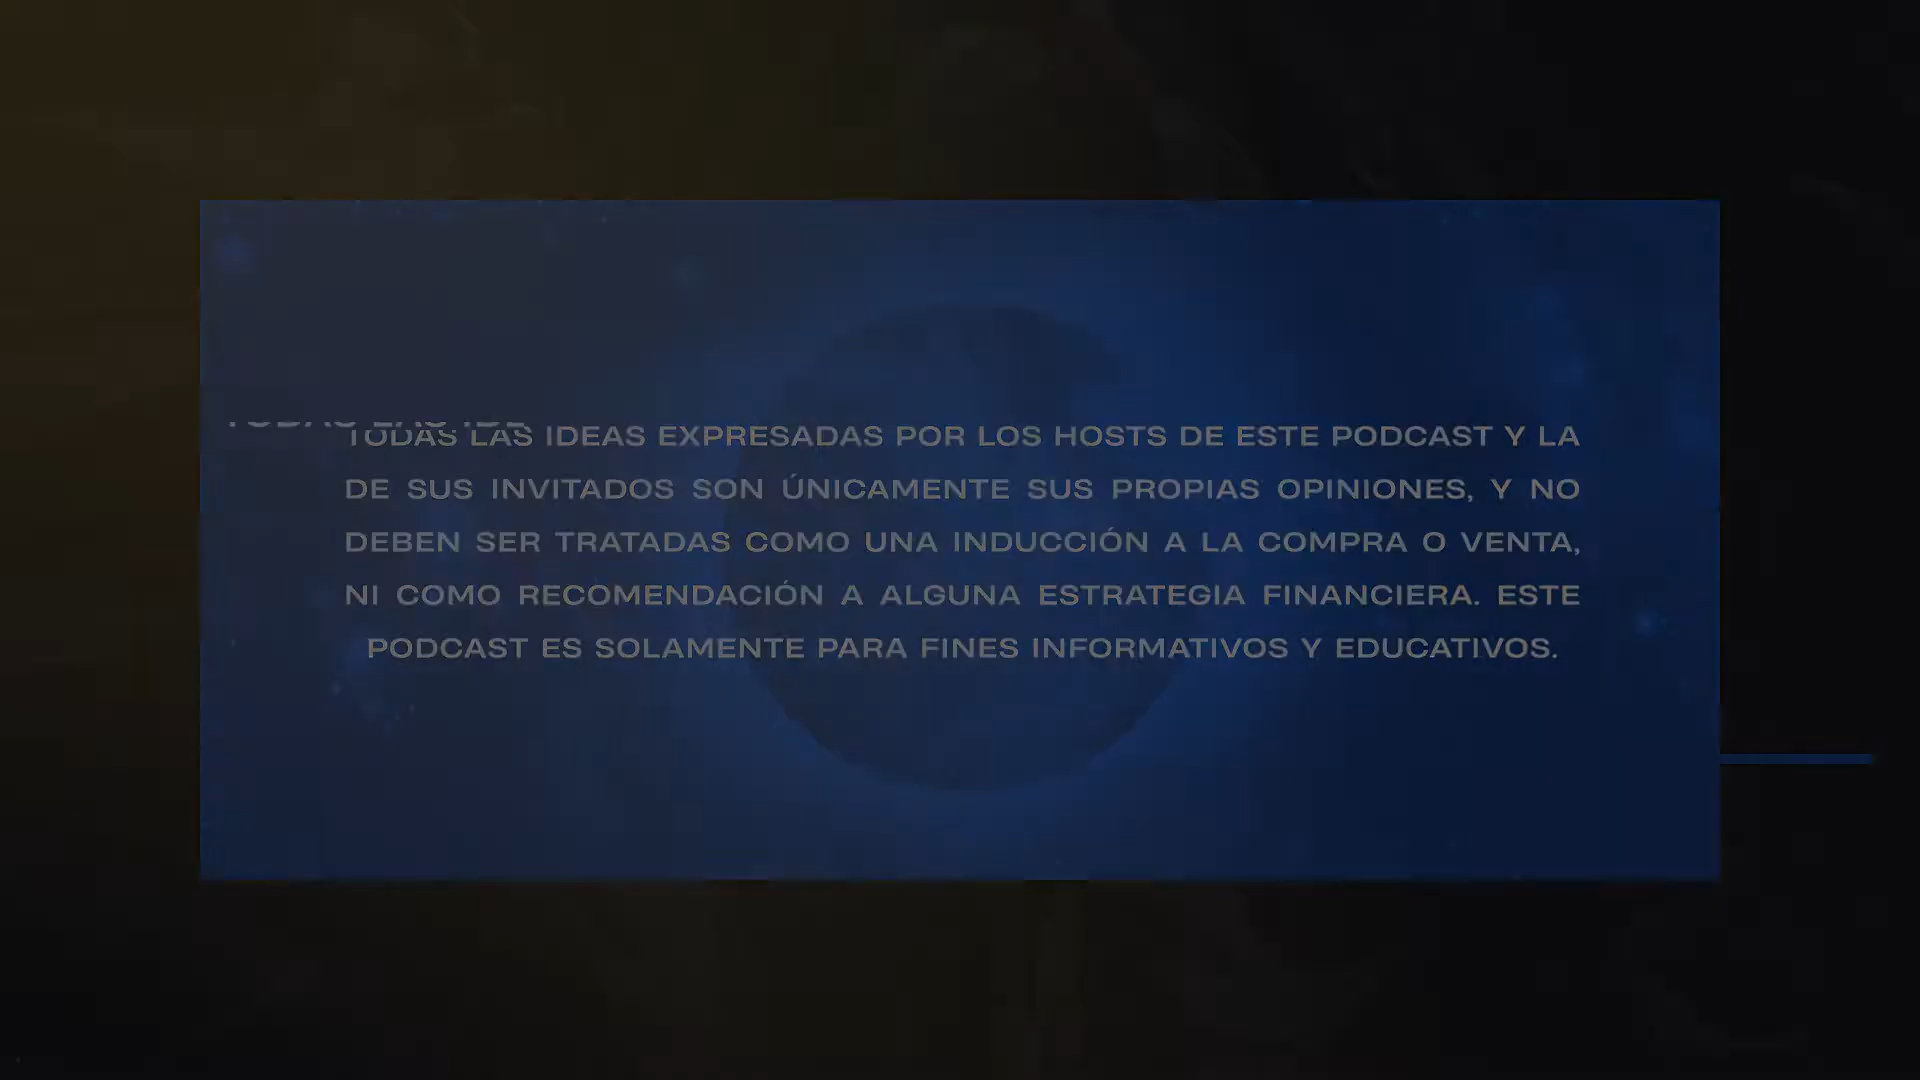 TODAS LAS IDEAS EXPRESADAS POR LOS HOSTS DE ESTE PODCAST Y LA
DE SUS INVITADOS SON ÚNICAMENTE SUS PROPIAS OPINIONES, Y NO
DEBEN SER TRATADAS COMO UNA INDUCCIÓN A LA COMPRA O VENTA,
NI COMO RECOMENDACIÓN A ALGUNA ESTRATEGIA FINANCIERA. ESTE
PODCAST ES SOLAMENTE PARA FINES INFORMATIVOS Y EDUCATIVOS.